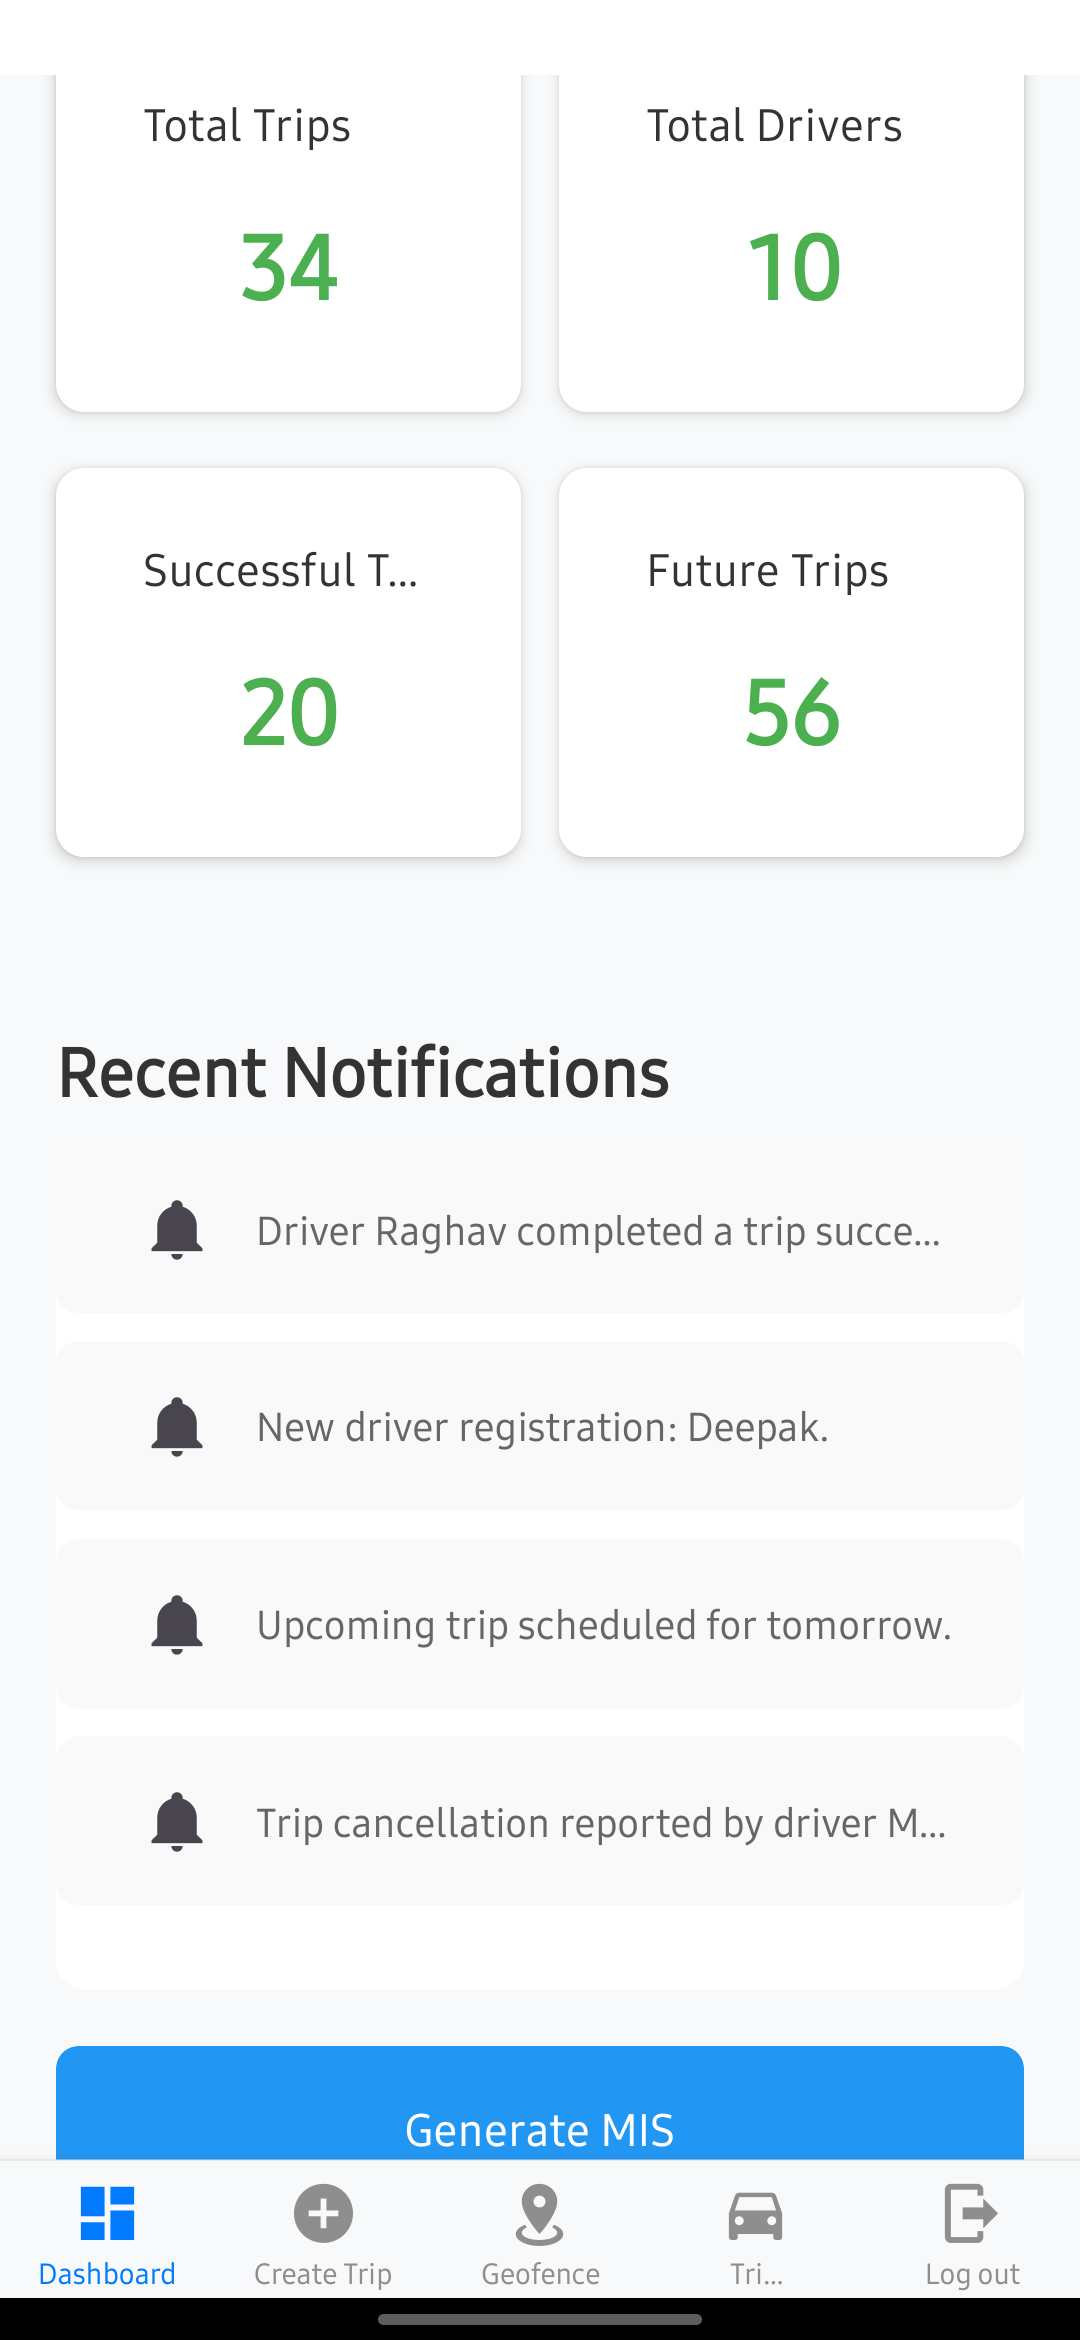 Total Trips
Total Drivers
34
10
Successful T...
Future Trips
20
56
Recent Notifications
Driver Raghav completed a trip succe...
New driver registration: Deepak.
Upcoming trip scheduled for tomorrow.
Trip cancellation reported by driver M...
Generate MIS
Dashboard
Create Trip
Geofence
Tri...
Log out